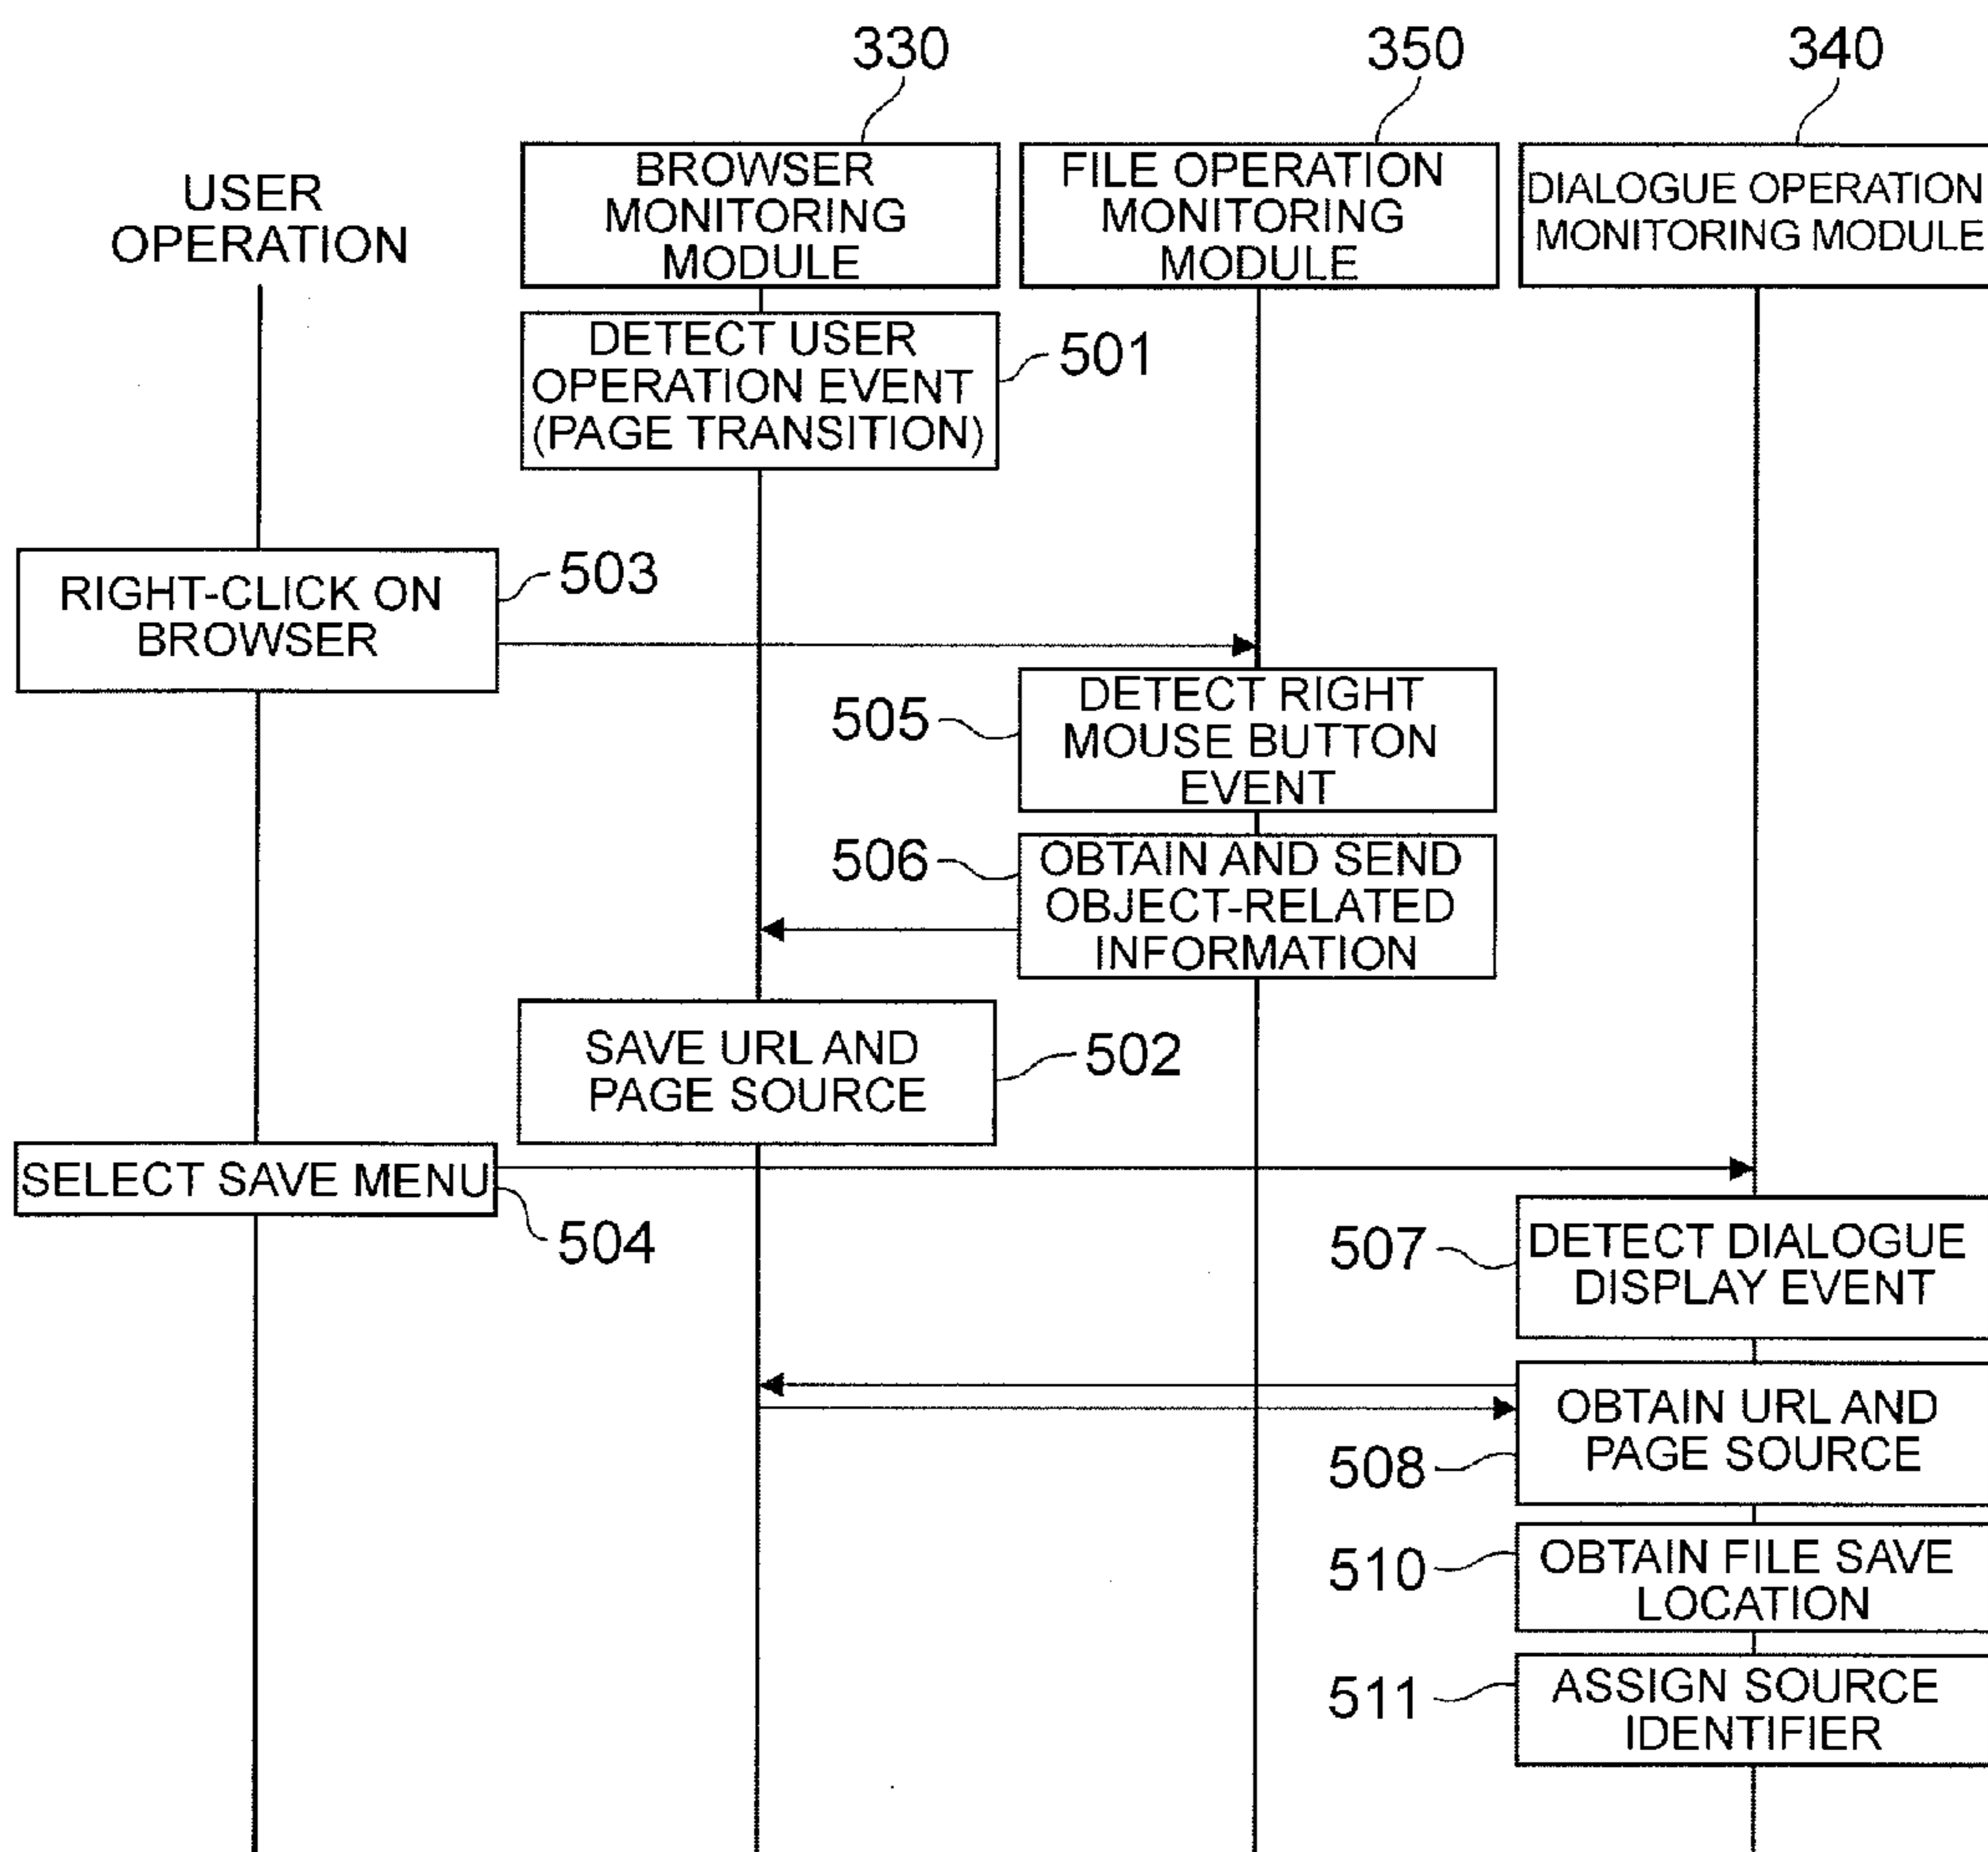 330
350
340
USER
OPERATION
BROWSER
MONITORING
MODULE
FILE OPERATION
MONITORING
MODULE
DIALOGUE OPERATION
MONITORING MODULE
DETECT USER
OPERATION EVENT
(PAGE TRANSITION)
501
RIGHT-CLICK ON
BROWSER
503
505
DETECT RIGHT
MOUSE BUTTON
EVENT
506
OBTAIN AND SEND
OBJECT-RELATED
INFORMATION
SAVE URL AND
PAGE SOURCE
502
SELECT SAVE MENU
504
507
DETECT DIALOGUE
DISPLAY EVENT
OBTAIN URL AND
PAGE SOURCE
508
510
OBTAIN FILE SAVE
LOCATION
511
ASSIGN SOURCE
IDENTIFIER